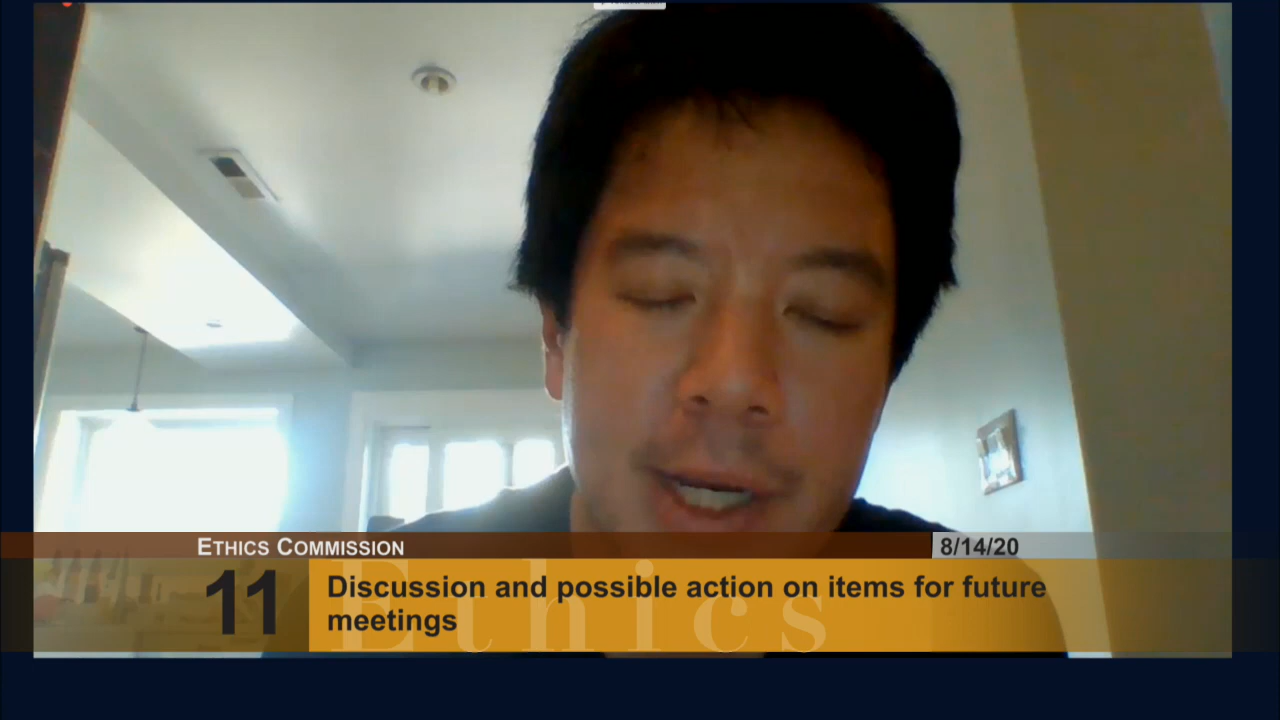 ETHICS COMMISSION
8/14/20
11
Discussion and possible action on items for future
meetings
Ethics